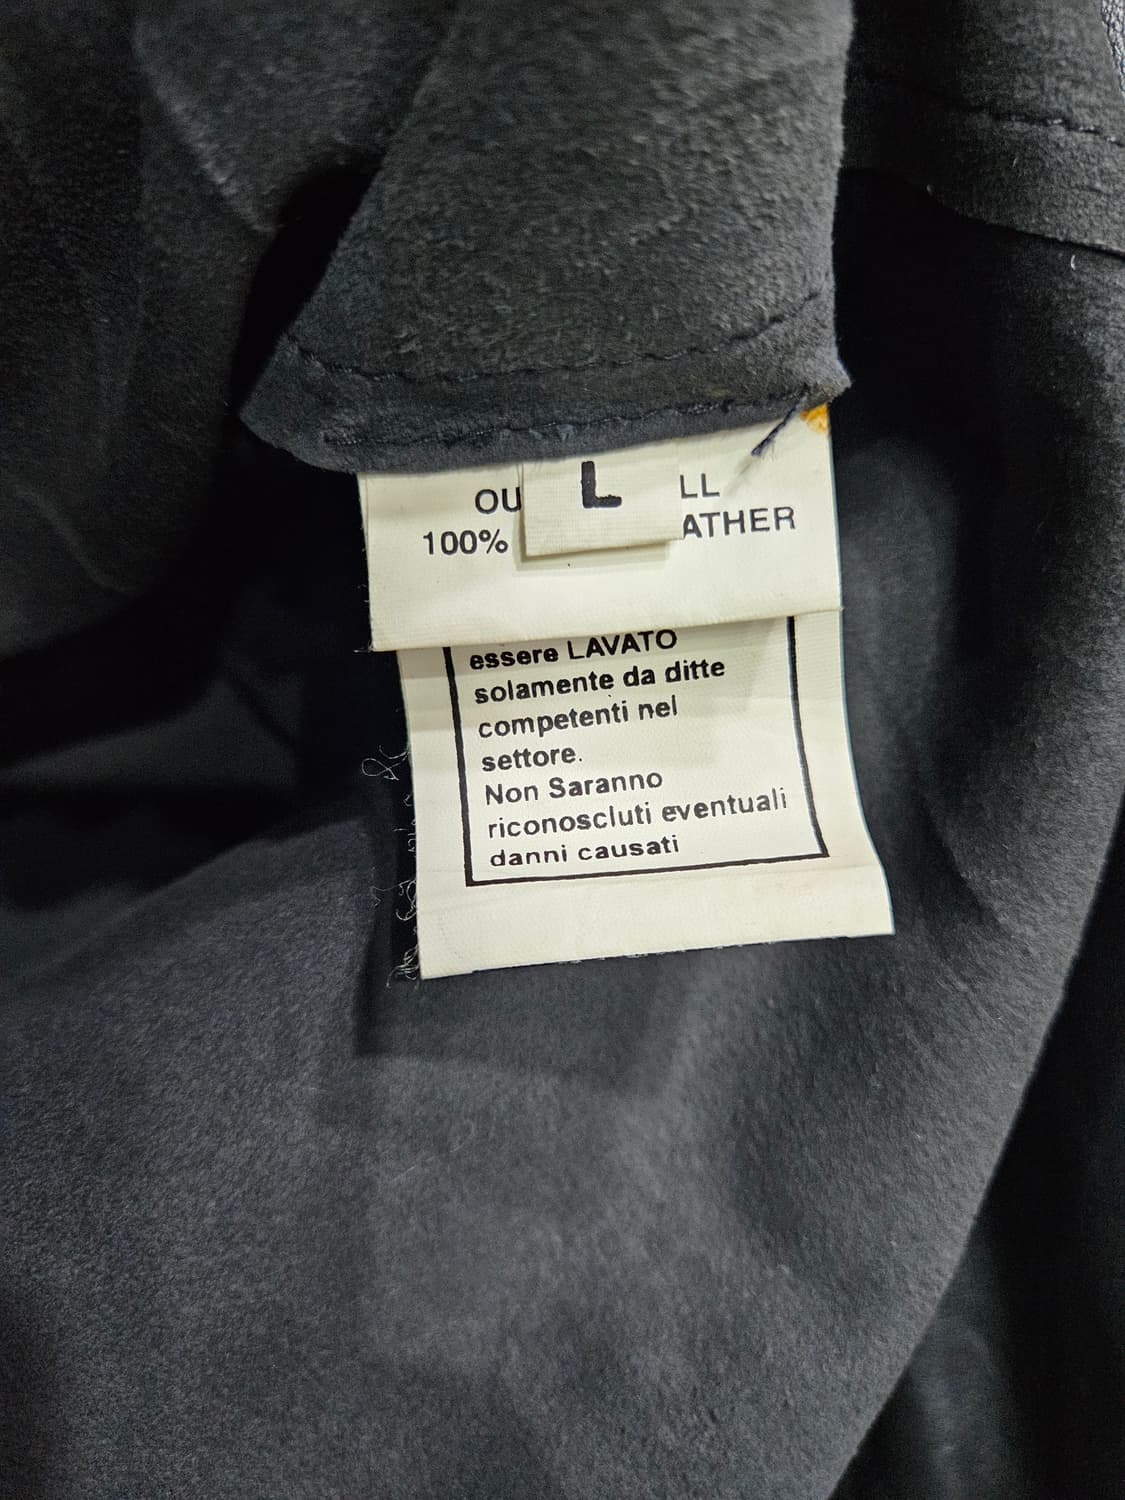 L
OU LL
100% ATHER
essere LAVATO
solamente da ditte
competenti nel
settore.
Non Saranno
riconoscluti eventuali
danni causati